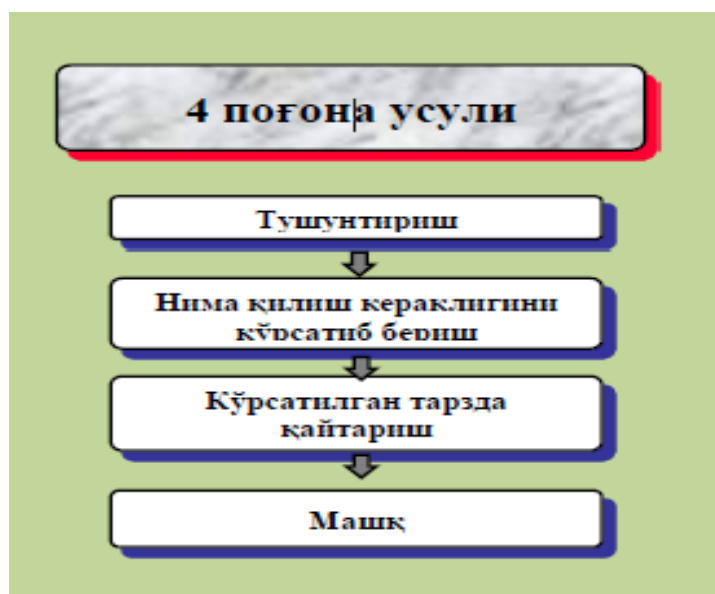 4 поғона усули
Тушунтириш
Нима қилиш кераклигини
кўрсатиб бериш
Кўрсатилган тарзда
қайтариш
Машқ